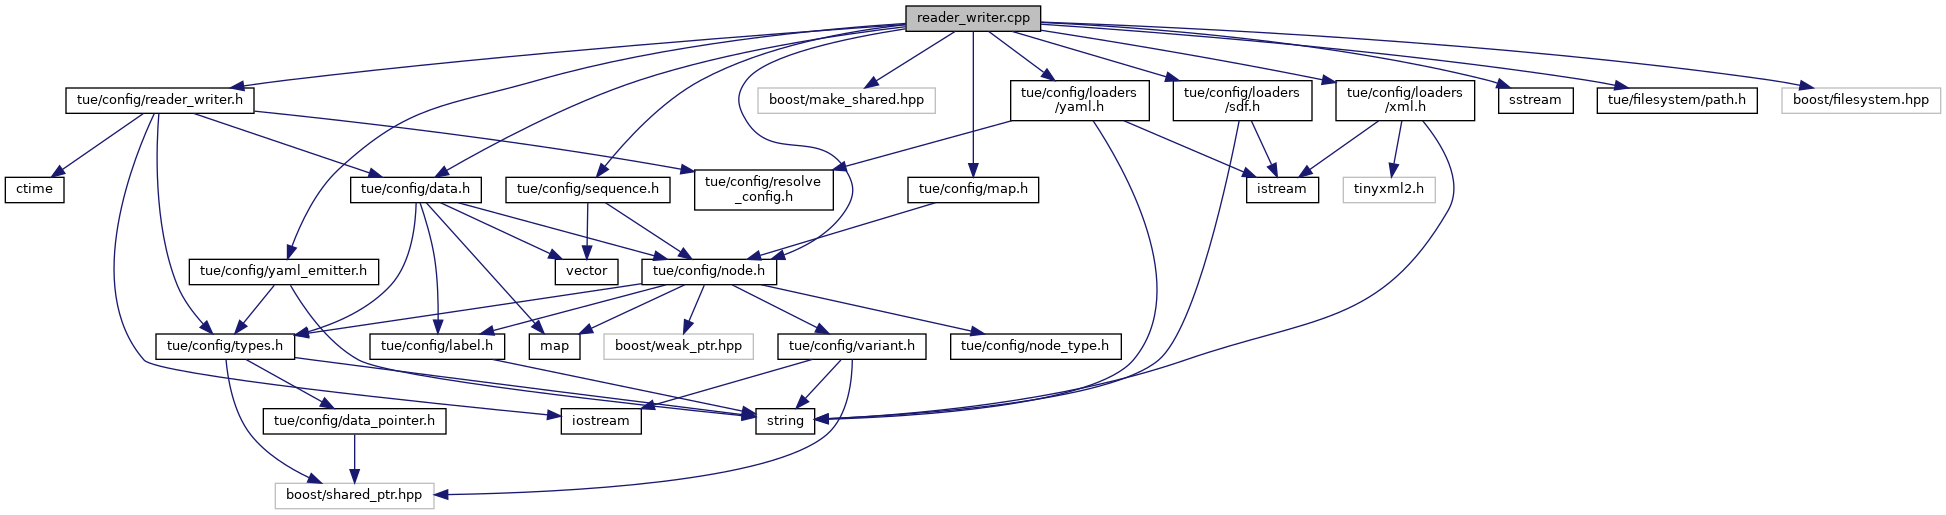 reader_writer.cpp
tue/config/reader_writer.h
boost/make_shared.hpp
tue/config/loaders
/yaml.h
tue/config/loaders
/sdf.h
tue/config/loaders
/xml.h
sstream
tue/filesystem/path.h
boost/filesystem.hpp
ctime
tue/config/data.h
tue/config/sequence.h
tue/config/resolve
_config.h
tue/config/map.h
istream
tinyxml2.h
tue/config/yaml_emitter.h
vector
tue/config/node.h
tue/config/types.h
tue/config/label.h
map
boost/weak_ptr.hpp
tue/config/variant.h
tue/config/node_type.h
tue/config/data_pointer.h
iostream
string
boost/shared_ptr.hpp